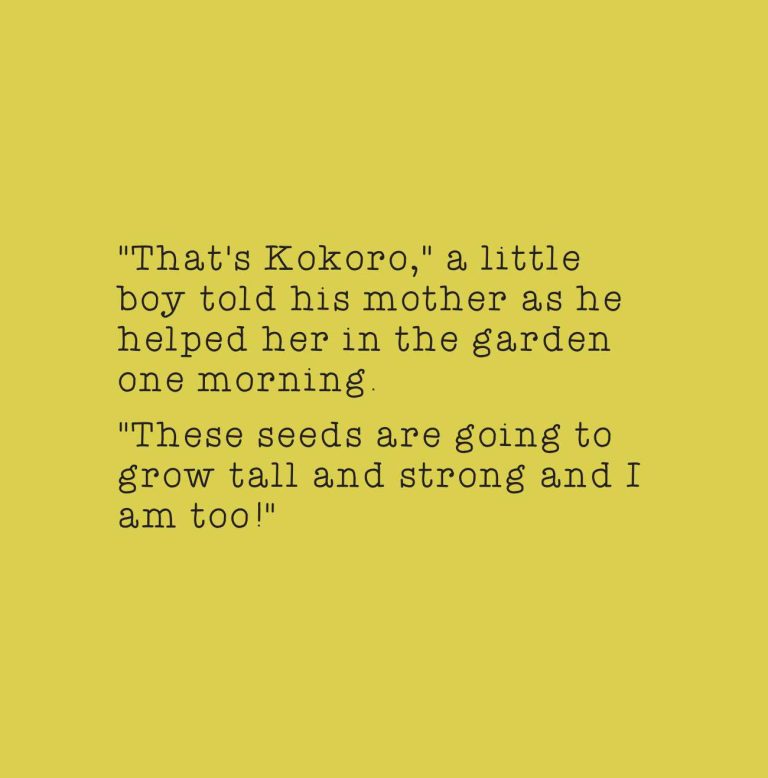 "That's Kokoro," a little
boy told his mother as he
helped her in the garden
one morning.
"These seeds are going to
grow tall and strong and I
am too!"